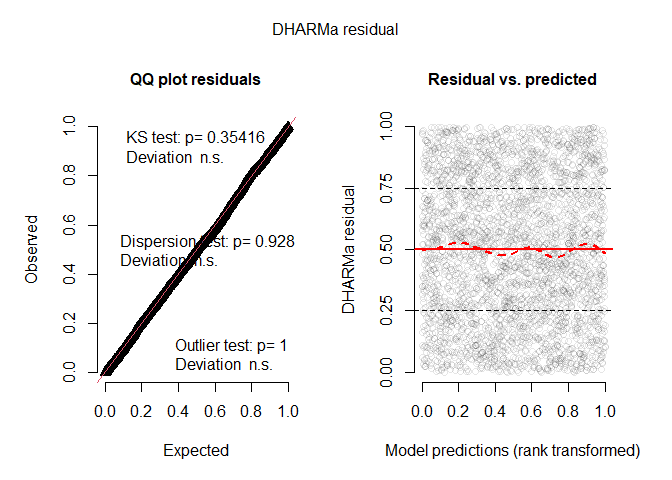 DHARMa residual
QQ plot residuals
KS test: p= 0.35416
Deviation n.s.
Dispersion test: p= 0.928
Deviation n.s.
Outlier test: p= 1
Deviation n.s.
Observed
0.0 0.2 0.4 0.6 0.8 1.0
0.0 0.2 0.4 0.6 0.8 1.0
Expected
Residual vs. predicted
DHARMa residual
0.00 0.25 0.50 0.75 1.00
0.0 0.2 0.4 0.6 0.8 1.0
Model predictions (rank transformed)